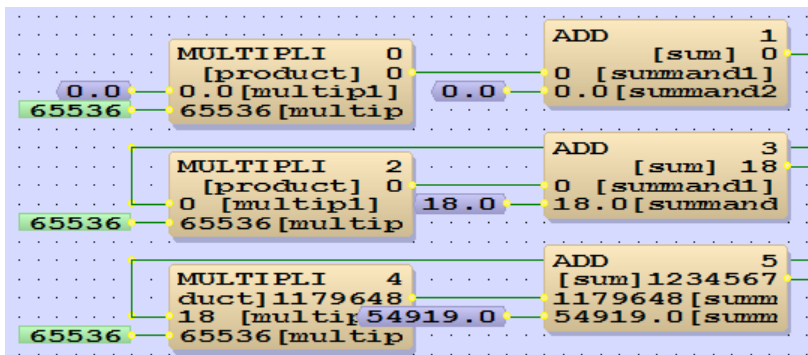 ADD 1
MULTIPLI 0
[sum] 0
[product] 0
0 [summand1]
0.0
0.0[multip1]
0.0
0.0[summand2
65536
65536[multip
ADD 3
MULTIPLI 2
[sum] 18
[product] 0
0 [summand1]
0 [multip1]
18.0
18.0[summand
65536
65536[multip
ADD 5
MULTIPLI 4
[sum]1234567
duct]1179648
1179648[summ
18 [multip
54919.0
54919.0[summ
65536
65536[multip